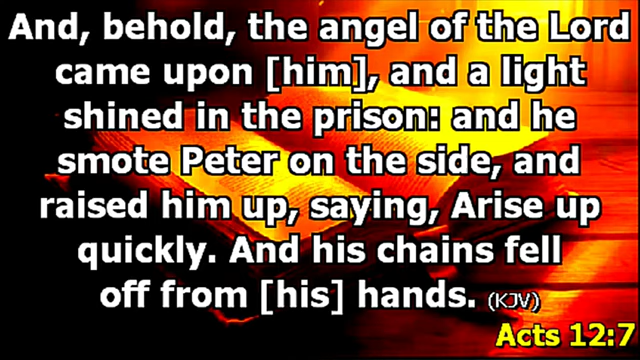 And, behold, the angel of the Lord
came upon [him], and a light
shined in the prison: and he
smote Peter on the side, and
raised him up, saying, Arise up
quickly. And his chains fell
off from [his] hands. (KJV)
Acts 12:7